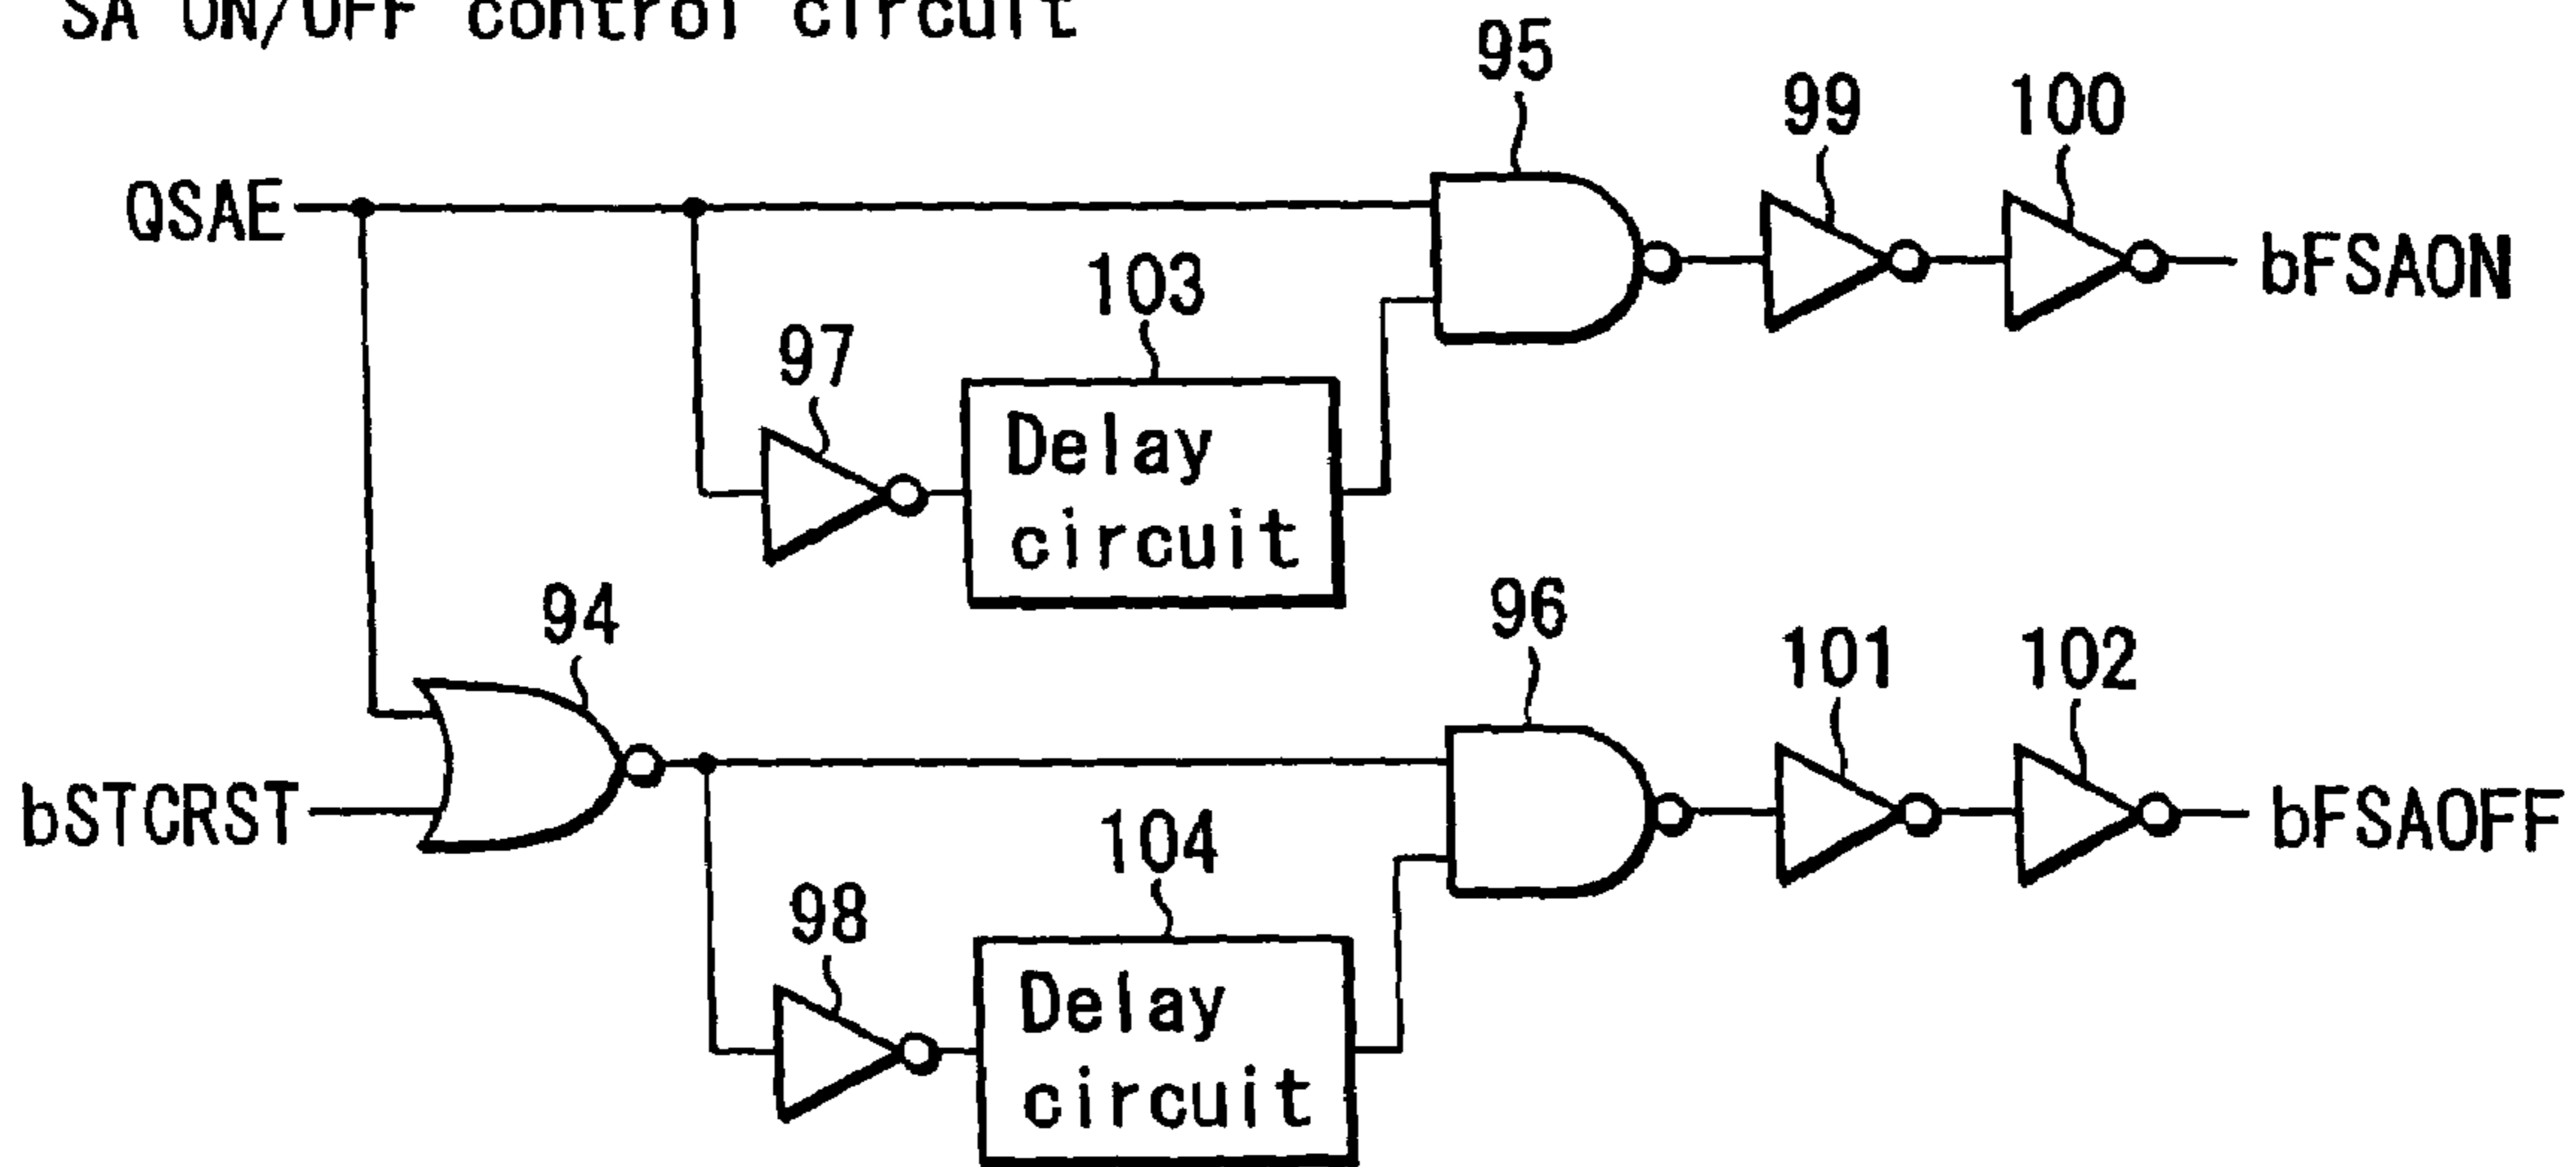 SA ON/OFF control circuit
95
99
100
QSAE
bFSAON
103
97
Delay
circuit
94
96
101
102
bSTCRST
bFSAOFF
104
98
Delay
circuit